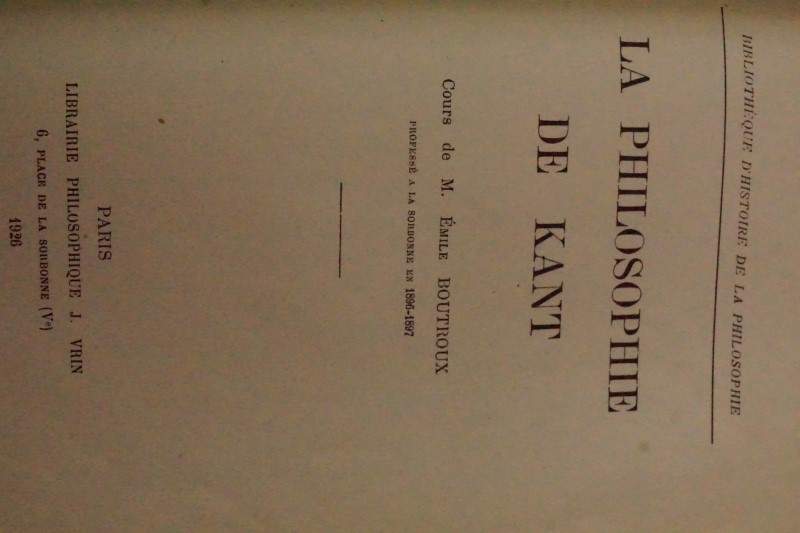 BIBLIOTHÈQUE D'HISTOIRE DE LA PHILOSOPHIE
LA PHILOSOPHIE
DE KANT
Cours de M. ÉMILE BOUTROUX
PROFESSÉ A LA SORBONNE EN 1896-1897
PARIS
LIBRAIRIE PHILOSOPHIQUE J. VRIN
6, PLACE DE LA SORBONNE (Vᵉ)
1926